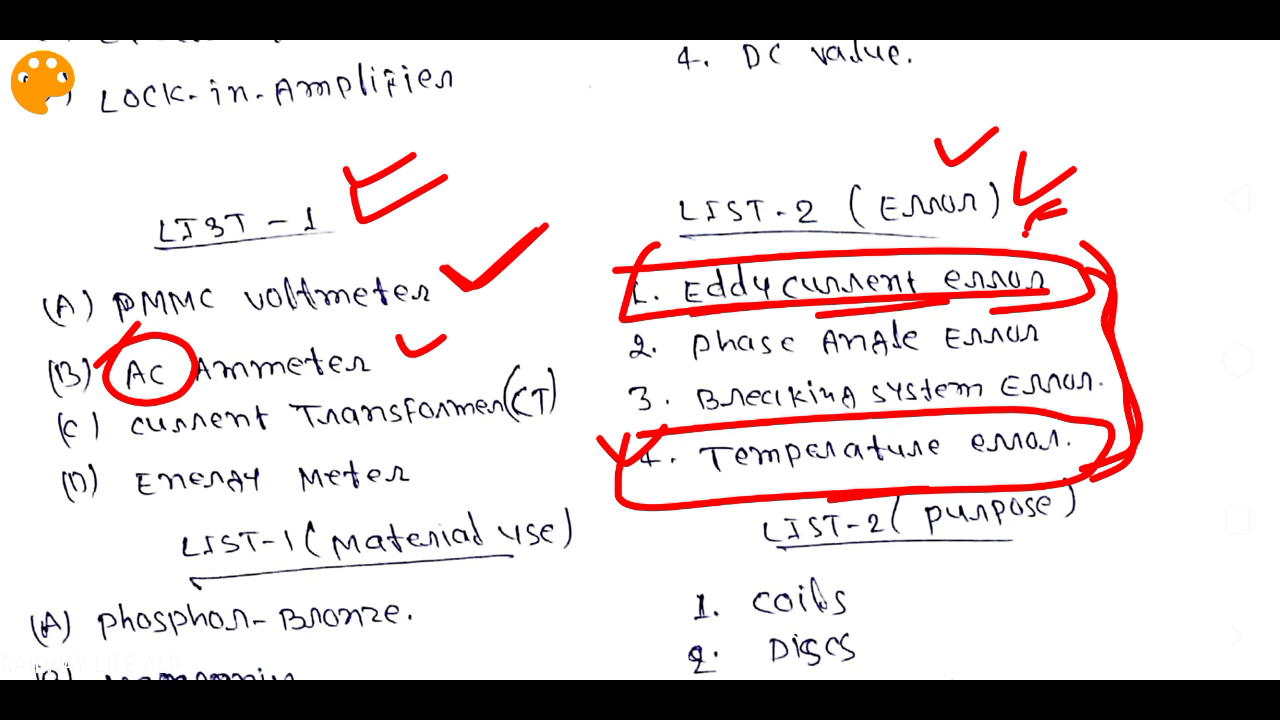 4. DC value.
LOCK-in-Amplifier
LIST-1
LIST-2 (Error)
(A) PMMC voltmeter
1. Eddy current error
(B) AC Ammeter
2. Phase Angle Error
(C) Current Transformer (CT)
3. Breaking system Error.
(D) Energy Meter
4. Temperature error.
LIST-1 (Material use)
LIST-2 (purpose)
(A) Phosphor-Bronze.
1. coils
2. Discs